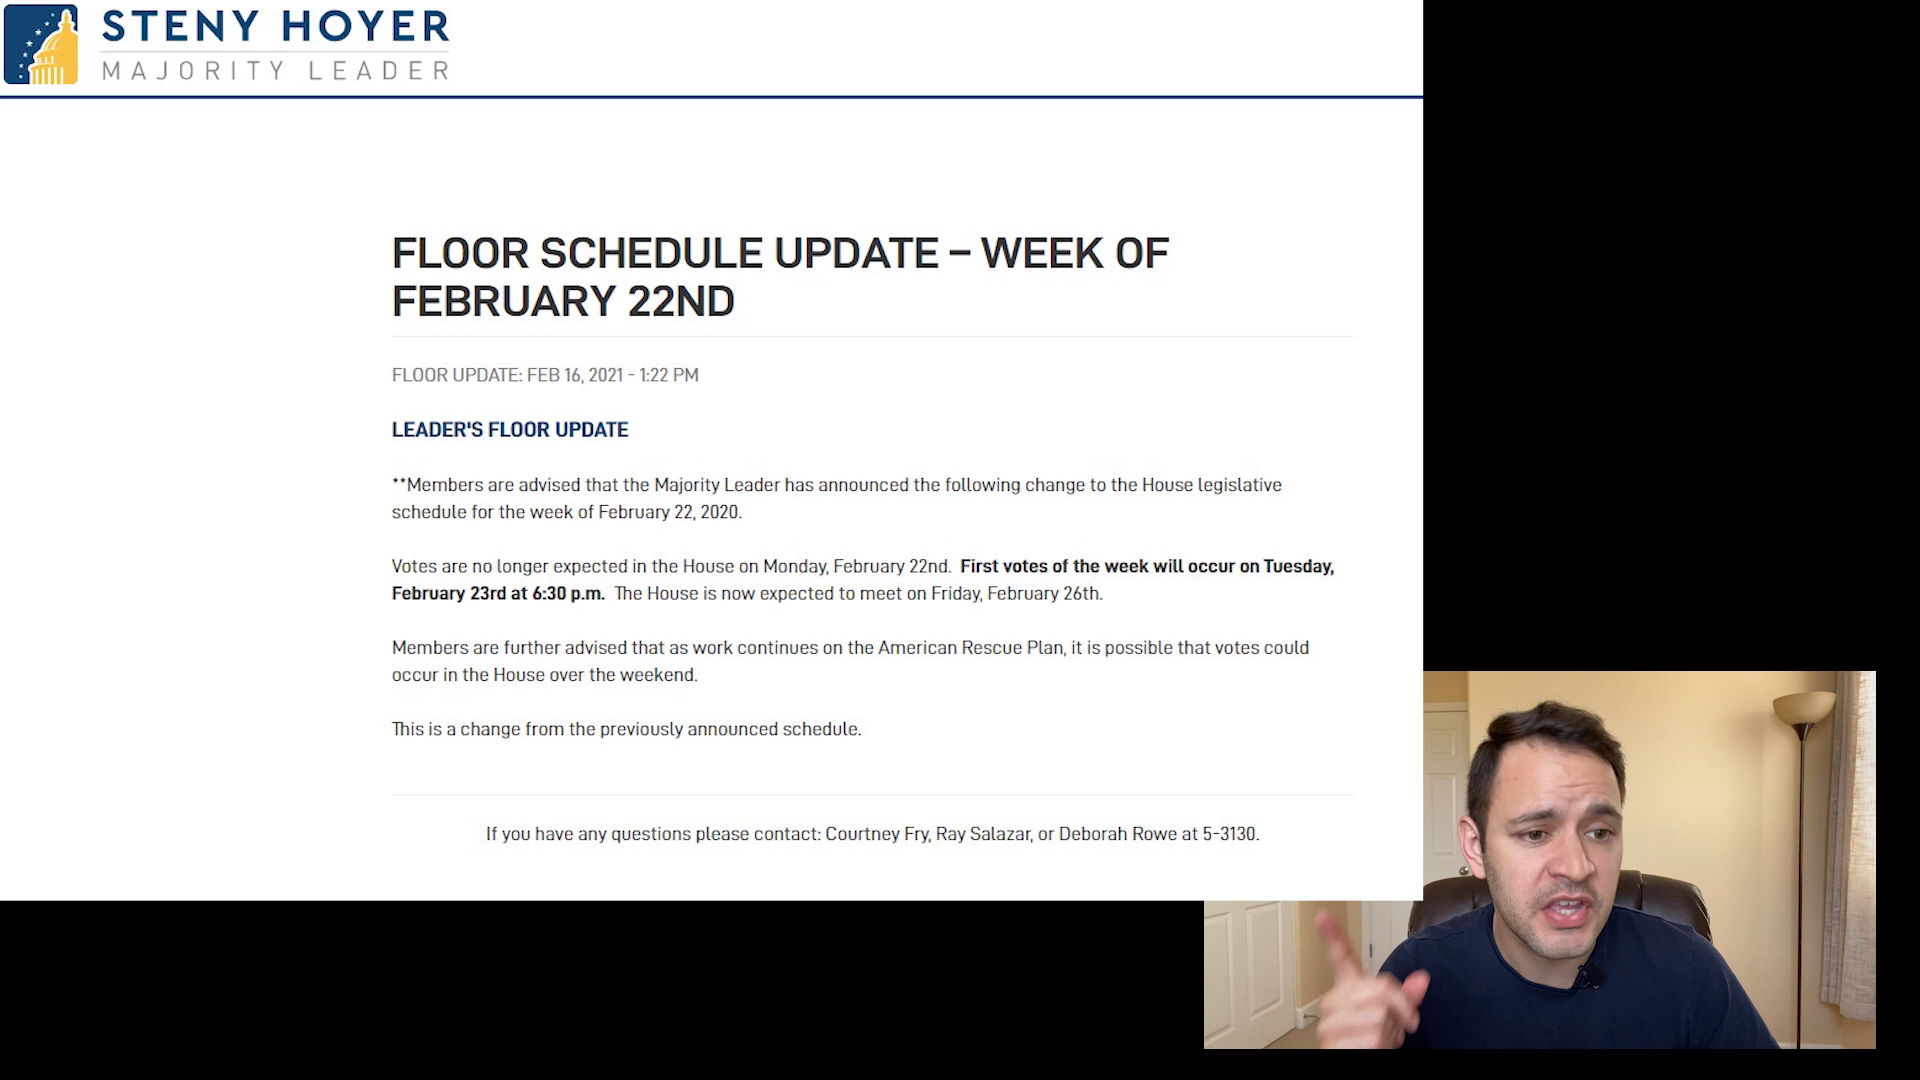 STENY HOYER
MAJORITY LEADER
FLOOR SCHEDULE UPDATE – WEEK OF
FEBRUARY 22ND
FLOOR UPDATE: FEB 16, 2021 - 1:22 PM
LEADER'S FLOOR UPDATE
**Members are advised that the Majority Leader has announced the following change to the House legislative
schedule for the week of February 22, 2020.
Votes are no longer expected in the House on Monday, February 22nd. First votes of the week will occur on Tuesday,
February 23rd at 6:30 p.m. The House is now expected to meet on Friday, February 26th.
Members are further advised that as work continues on the American Rescue Plan, it is possible that votes could
occur in the House over the weekend.
This is a change from the previously announced schedule.
If you have any questions please contact: Courtney Fry, Ray Salazar, or Deborah Rowe at 5-3130.